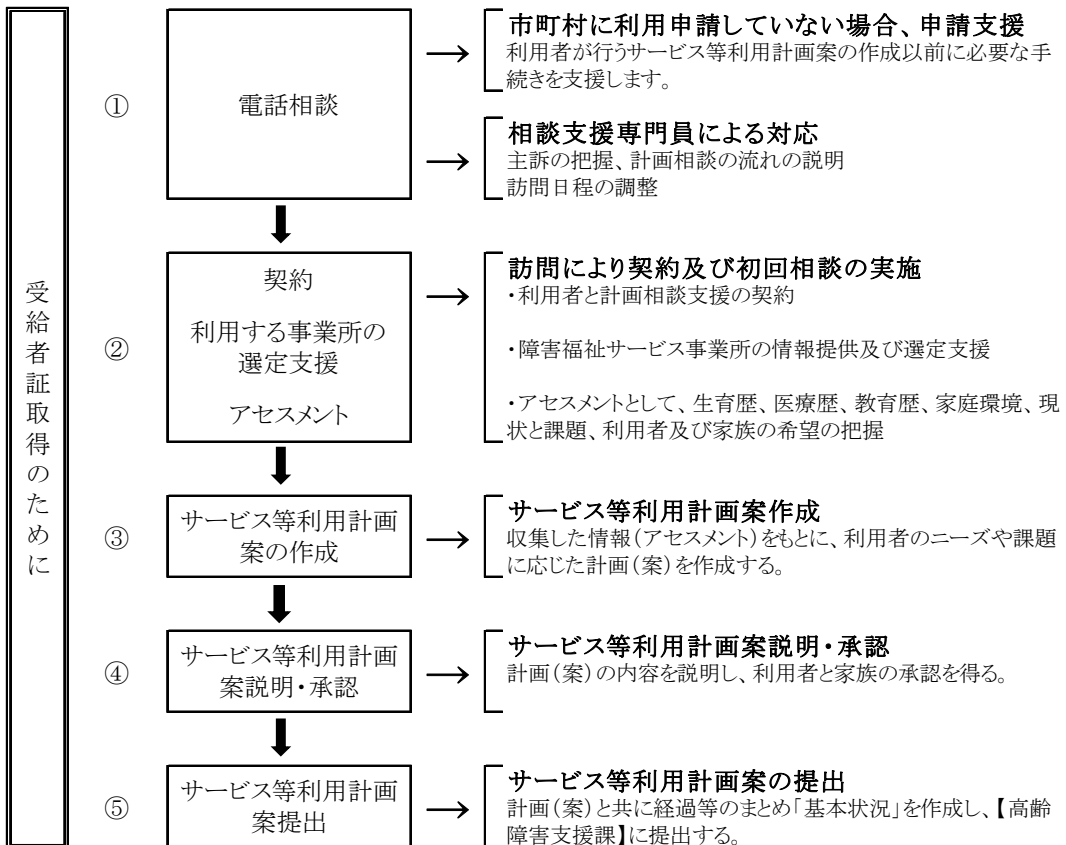 受給者証取得のために
①
電話相談
→
市町村に利用申請していない場合、申請支援
利用者が行うサービス等利用計画案の作成以前に必要な手
続きを支援します。
→
相談支援専門員による対応
主訴の把握、計画相談の流れの説明
訪問日程の調整
②
契約
利用する事業所の
選定支援
アセスメント
→
訪問により契約及び初回相談の実施
・利用者と計画相談支援の契約
・障害福祉サービス事業所の情報提供及び選定支援
・アセスメントとして、生育歴、医療歴、教育歴、家庭環境、現
状と課題、利用者及び家族の希望の把握
③
サービス等利用計画
案の作成
→
サービス等利用計画案作成
収集した情報(アセスメント)をもとに、利用者のニーズや課題
に応じた計画(案)を作成する。
④
サービス等利用計画
案説明・承認
→
サービス等利用計画案説明・承認
計画(案)の内容を説明し、利用者と家族の承認を得る。
⑤
サービス等利用計画
案提出
→
サービス等利用計画案の提出
計画(案)と共に経過等のまとめ「基本状況」を作成し、【高齢
障害支援課】に提出する。